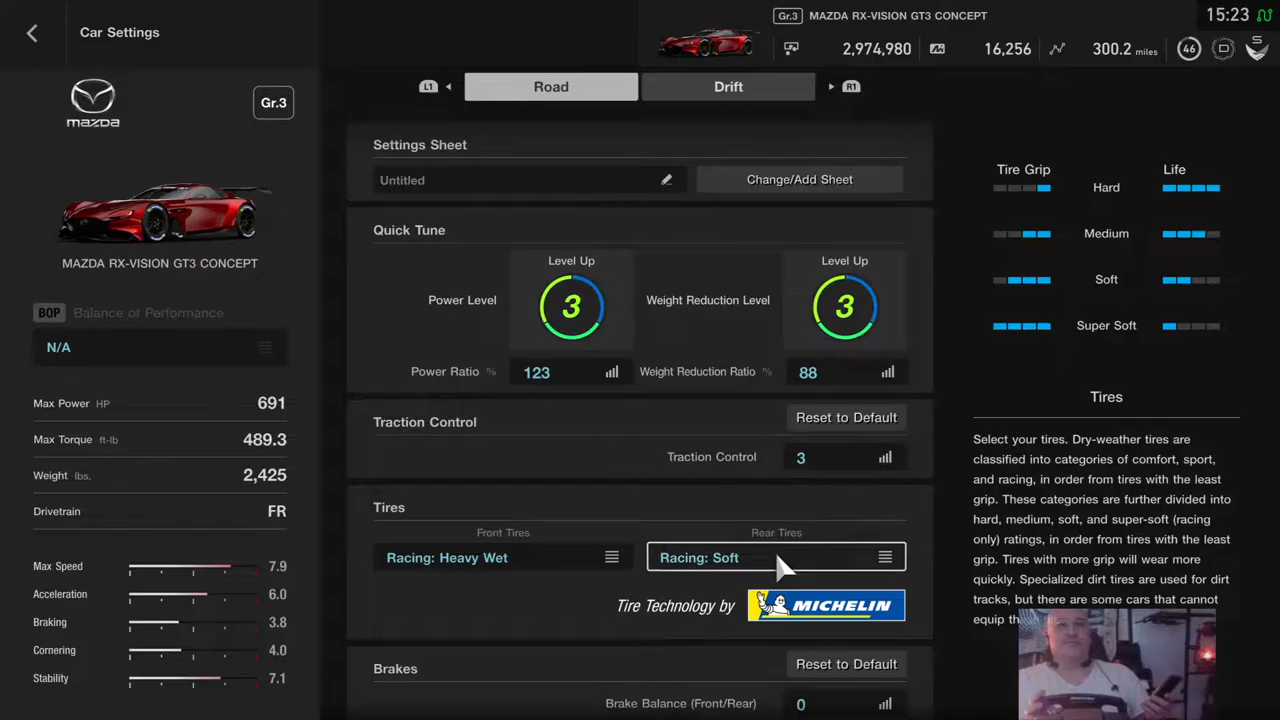 Car Settings
Gr.3 MAZDA RX-VISION GT3 CONCEPT
15:23
2,974,980
16,256
300.2 miles
46
D
S
mazda
Gr.3
MAZDA RX-VISION GT3 CONCEPT
BOP Balance of Performance
N/A
Max Power HP 691
Max Torque ft-lb 489.3
Weight lbs. 2,425
Drivetrain FR
Max Speed 7.9
Acceleration 6.0
Braking 3.8
Cornering 4.0
Stability 7.1
L1 Road Drift R1
Settings Sheet
Untitled Change/Add Sheet
Quick Tune
Level Up Level Up
Power Level 3 Weight Reduction Level 3
Power Ratio % 123 Weight Reduction Ratio % 88
Traction Control Reset to Default
Traction Control 3
Tires
Front Tires Rear Tires
Racing: Heavy Wet Racing: Soft
Tire Technology by MICHELIN
Brakes Reset to Default
Brake Balance (Front/Rear) 0
Tire Grip Life
Hard
Medium
Soft
Super Soft
Tires
Select your tires. Dry-weather tires are
classified into categories of comfort, sport,
and racing, in order from tires with the least
grip. These categories are further divided into
hard, medium, soft, and super-soft (racing
only) ratings, in order from tires with the least
grip. Tires with more grip will wear more
quickly. Specialized dirt tires are used for dirt
tracks, but there are some cars that cannot
equip